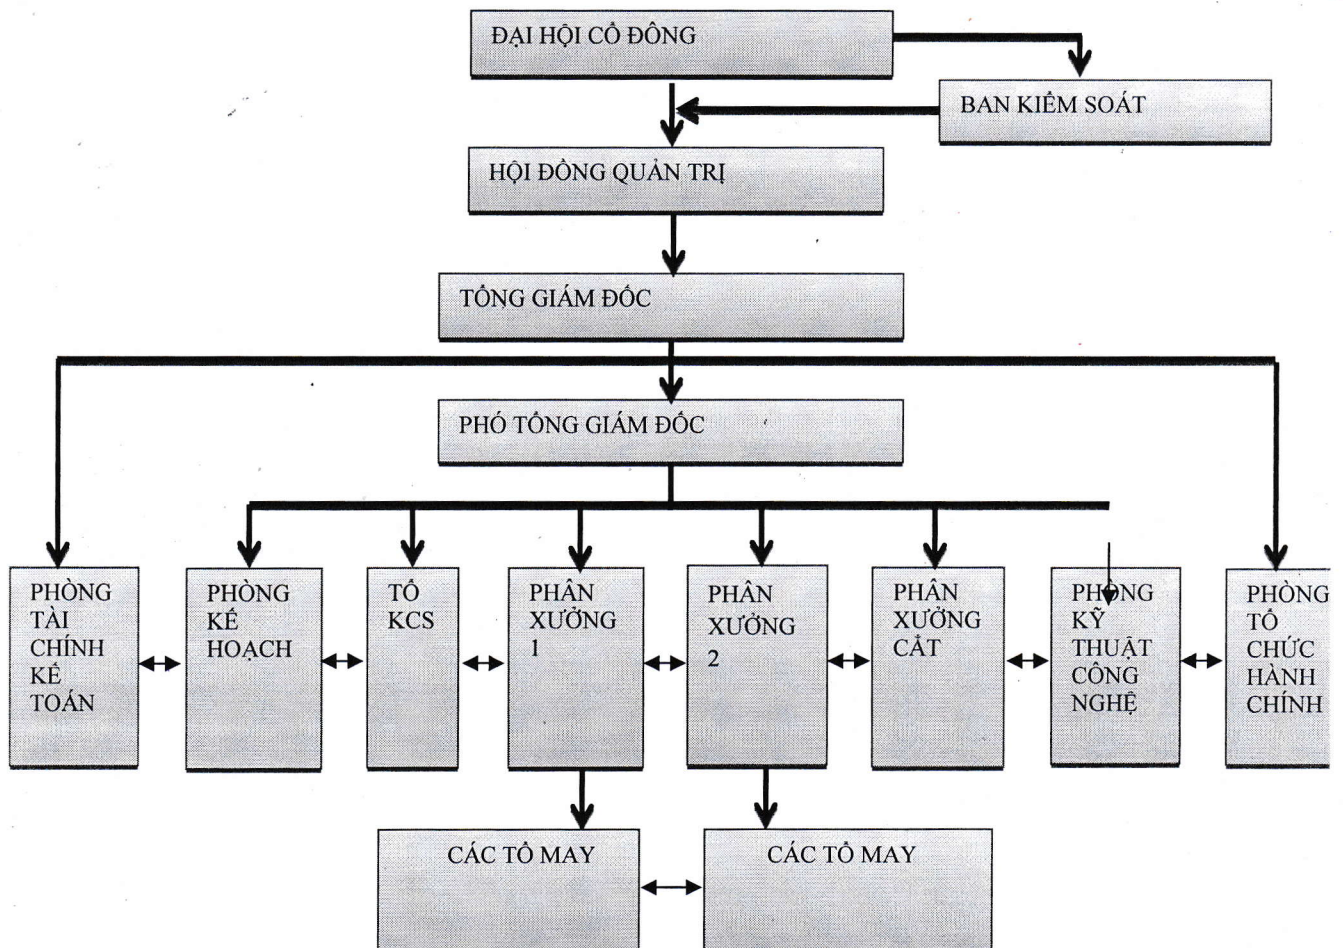 ĐẠI HỘI CỔ ĐÔNG
BAN KIỂM SOÁT
HỘI ĐỒNG QUẢN TRỊ
TỔNG GIÁM ĐỐC
PHÓ TỔNG GIÁM ĐỐC
PHÒNG
TÀI
CHÍNH
KẾ
TOÁN
PHÒNG
KẾ
HOẠCH
TỔ
KCS
PHÂN
XƯỞNG
1
PHÂN
XƯỞNG
2
PHÂN
XƯỞNG
CẮT
PHÒNG
KỸ
THUẬT
CÔNG
NGHỆ
PHÒNG
TỔ
CHỨC
HÀNH
CHÍNH
CÁC TỔ MAY
CÁC TỔ MAY